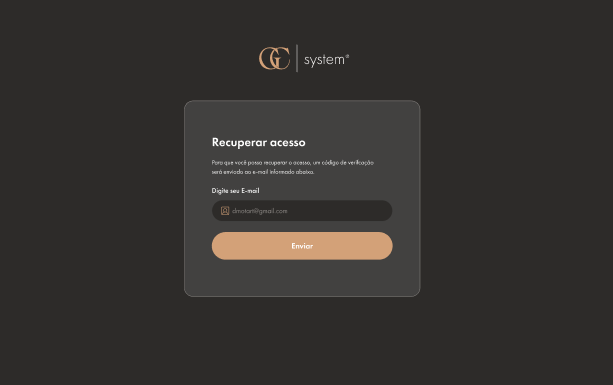 GC system®
Recuperar acesso
Para que você possa recuperar o acesso, um código de verificação
será enviado ao e-mail informado abaixo.
Digite seu E-mail
dmotart@gmail.com
Enviar